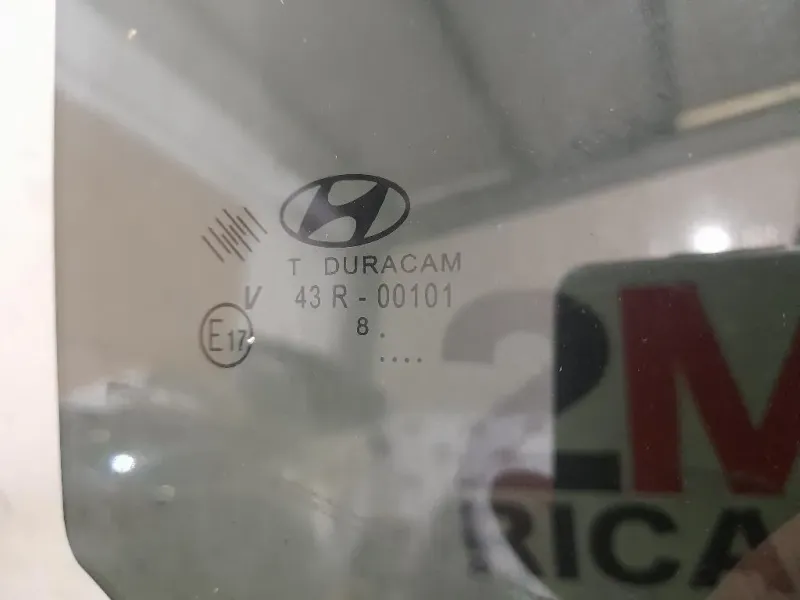 T DURACAM
V 43 R - 00101
E17
8 .
....
2M
RICA